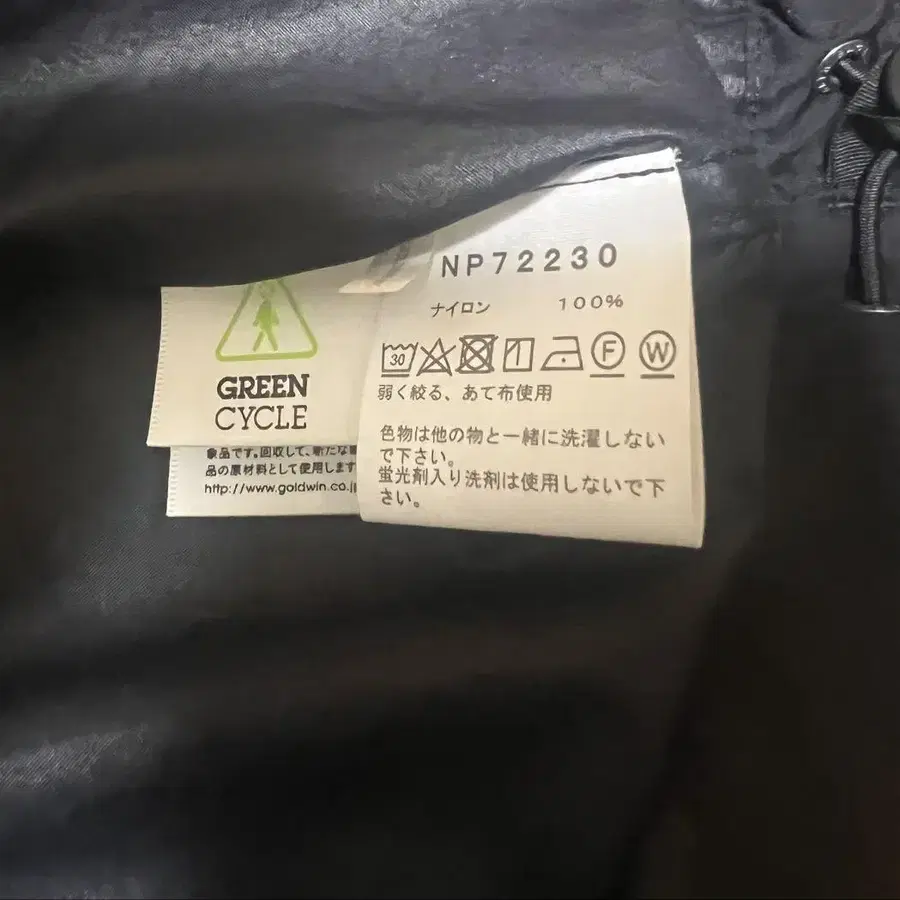 NP72230
ナイロン 100%
30 F W
弱く絞る、あて布使用
色物は他の物と一緒に洗濯しない
で下さい。
蛍光剤入り洗剤は使用しないで下
さい。
GREEN
CYCLE
象品です。回収して、新たな
品の原材料として使用します
http://www.goldwin.co.j